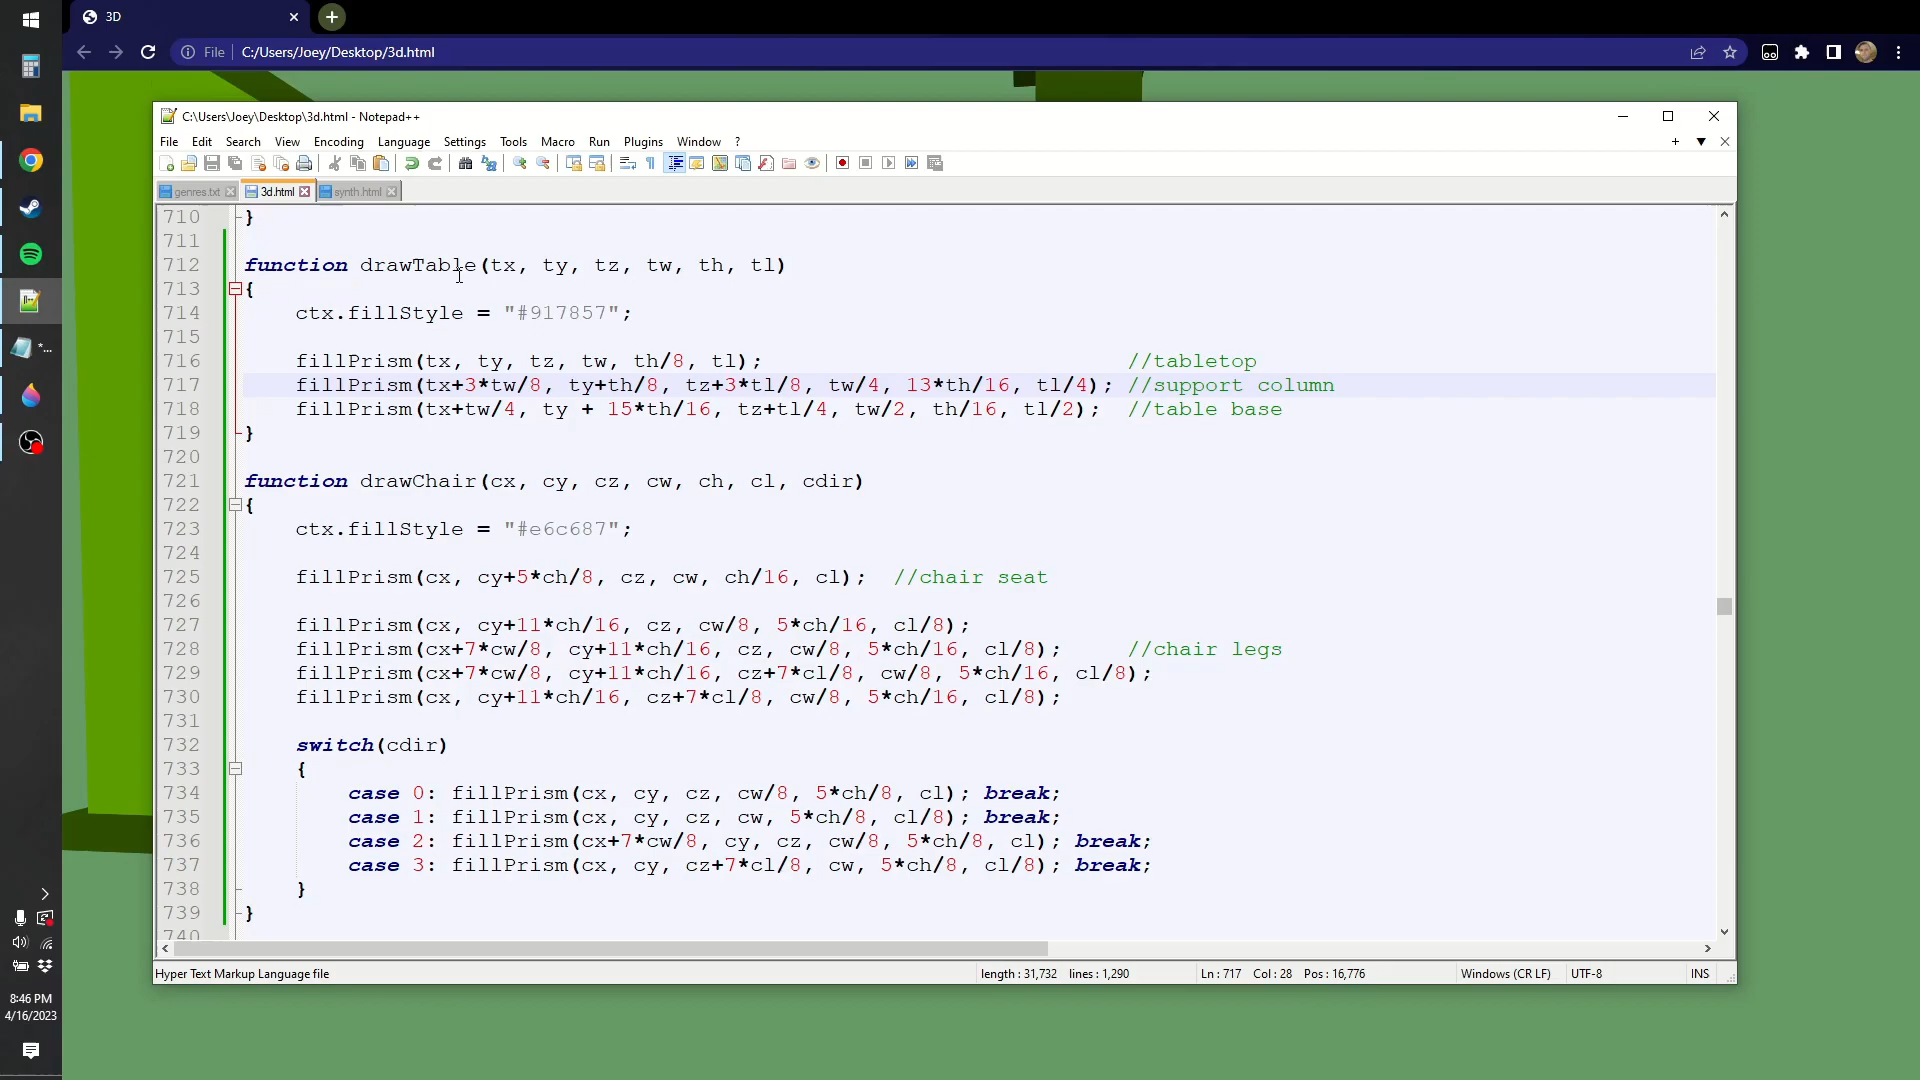 3D
File
C:/Users/Joey/Desktop/3d.html
C:\Users\Joey\Desktop\3d.html - Notepad++
File Edit Search View Encoding Language Settings Tools Macro Run Plugins Window ?
genres.txt 3d.html synth.html
710 }
711
712 function drawTable(tx, ty, tz, tw, th, tl)
713 {
714 ctx.fillStyle = "#917857";
715
716 fillPrism(tx, ty, tz, tw, th/8, tl); //tabletop
717 fillPrism(tx+3*tw/8, ty+th/8, tz+3*tl/8, tw/4, 13*th/16, tl/4); //support column
718 fillPrism(tx+tw/4, ty + 15*th/16, tz+tl/4, tw/2, th/16, tl/2); //table base
719 }
720
721 function drawChair(cx, cy, cz, cw, ch, cl, cdir)
722 {
723 ctx.fillStyle = "#e6c687";
724
725 fillPrism(cx, cy+5*ch/8, cz, cw, ch/16, cl); //chair seat
726
727 fillPrism(cx, cy+11*ch/16, cz, cw/8, 5*ch/16, cl/8);
728 fillPrism(cx+7*cw/8, cy+11*ch/16, cz, cw/8, 5*ch/16, cl/8); //chair legs
729 fillPrism(cx+7*cw/8, cy+11*ch/16, cz+7*cl/8, cw/8, 5*ch/16, cl/8);
730 fillPrism(cx, cy+11*ch/16, cz+7*cl/8, cw/8, 5*ch/16, cl/8);
731
732 switch(cdir)
733 {
734 case 0: fillPrism(cx, cy, cz, cw/8, 5*ch/8, cl); break;
735 case 1: fillPrism(cx, cy, cz, cw, 5*ch/8, cl/8); break;
736 case 2: fillPrism(cx+7*cw/8, cy, cz, cw/8, 5*ch/8, cl); break;
737 case 3: fillPrism(cx, cy, cz+7*cl/8, cw, 5*ch/8, cl/8); break;
738 }
739 }
740
Hyper Text Markup Language file length : 31,732 lines : 1,290 Ln : 717 Col : 28 Pos : 16,776 Windows (CR LF) UTF-8 INS
8:46 PM
4/16/2023